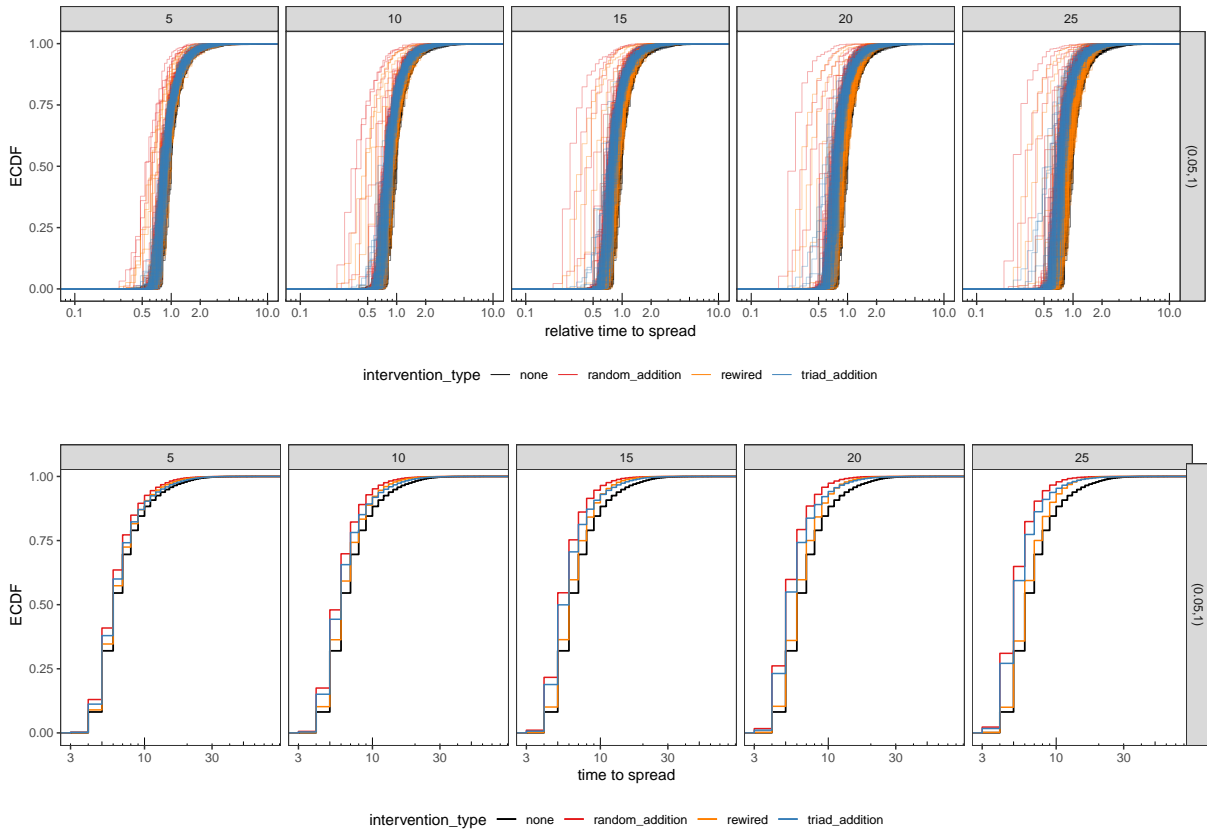 5 10 15 20 25
1.00
0.75
0.50
0.25
0.00
ECDF
(0.05,1)
0.1 0.5 1.0 2.0 10.0 0.1 0.5 1.0 2.0 10.0 0.1 0.5 1.0 2.0 10.0 0.1 0.5 1.0 2.0 10.0 0.1 0.5 1.0 2.0 10.0
relative time to spread
intervention_type none random_addition rewired triad_addition
5 10 15 20 25
1.00
0.75
0.50
0.25
0.00
ECDF
(0.05,1)
3 10 30 3 10 30 3 10 30 3 10 30 3 10 30
time to spread
intervention_type none random_addition rewired triad_addition